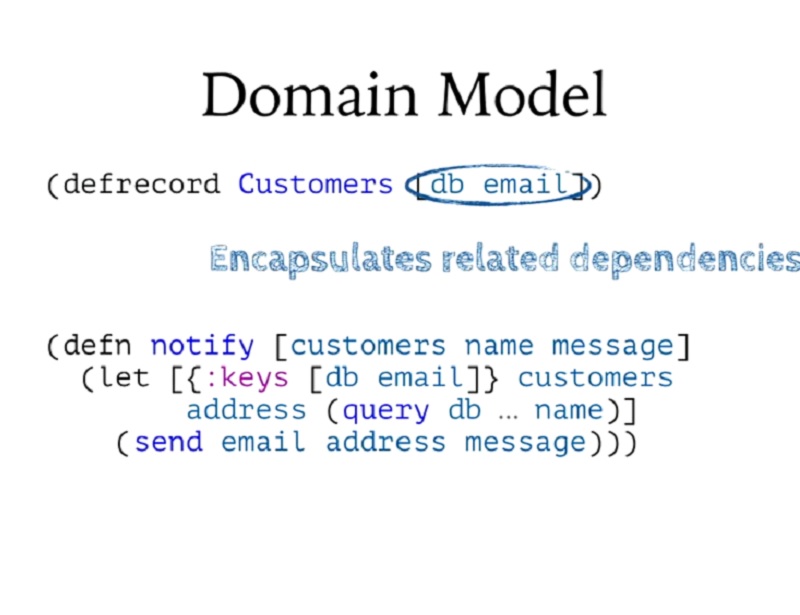 Domain Model
(defrecord Customers [db email])
Encapsulates related dependencies
(defn notify [customers name message]
(let [{:keys [db email]} customers
address (query db … name)]
(send email address message)))